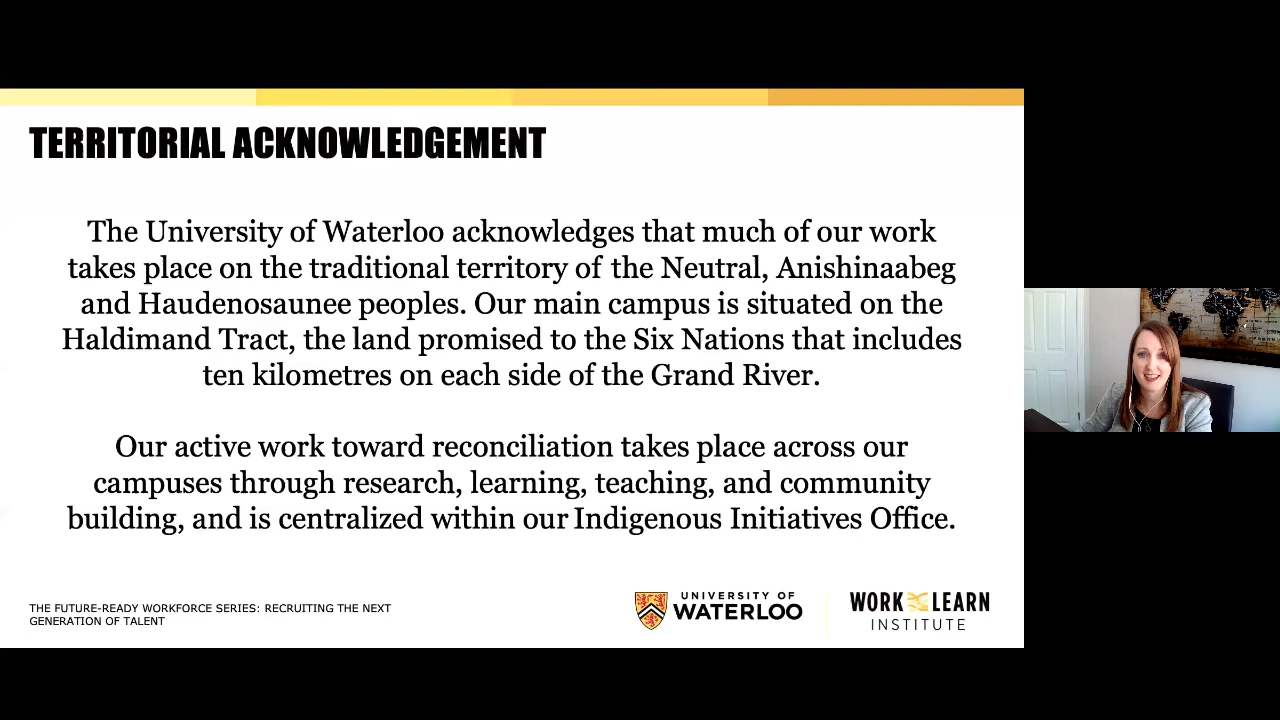 TERRITORIAL ACKNOWLEDGEMENT
The University of Waterloo acknowledges that much of our work
takes place on the traditional territory of the Neutral, Anishinaabeg
and Haudenosaunee peoples. Our main campus is situated on the
Haldimand Tract, the land promised to the Six Nations that includes
ten kilometres on each side of the Grand River.
Our active work toward reconciliation takes place across our
campuses through research, learning, teaching, and community
building, and is centralized within our Indigenous Initiatives Office.
THE FUTURE-READY WORKFORCE SERIES: RECRUITING THE NEXT
GENERATION OF TALENT
UNIVERSITY OF
WATERLOO
WORK LEARN
INSTITUTE